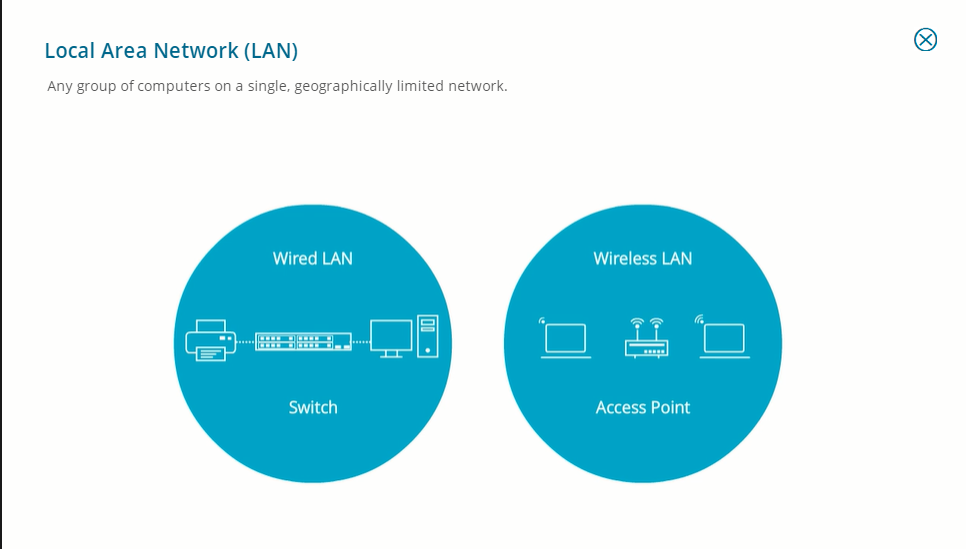 Local Area Network (LAN)
Any group of computers on a single, geographically limited network.
Wired LAN
Switch
Wireless LAN
Access Point